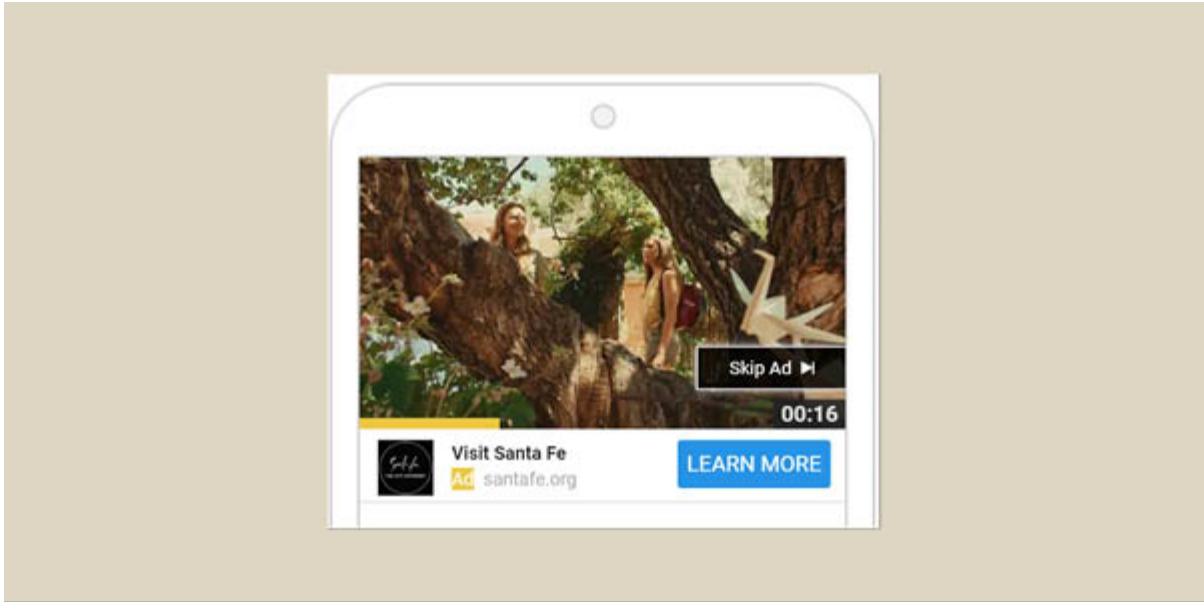 Skip Ad
00:16
Visit Santa Fe
Ad santafe.org
LEARN MORE